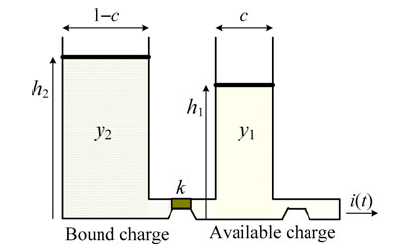 1−c
c
h2
h1
y2
y1
k
i(t)
Bound charge
Available charge